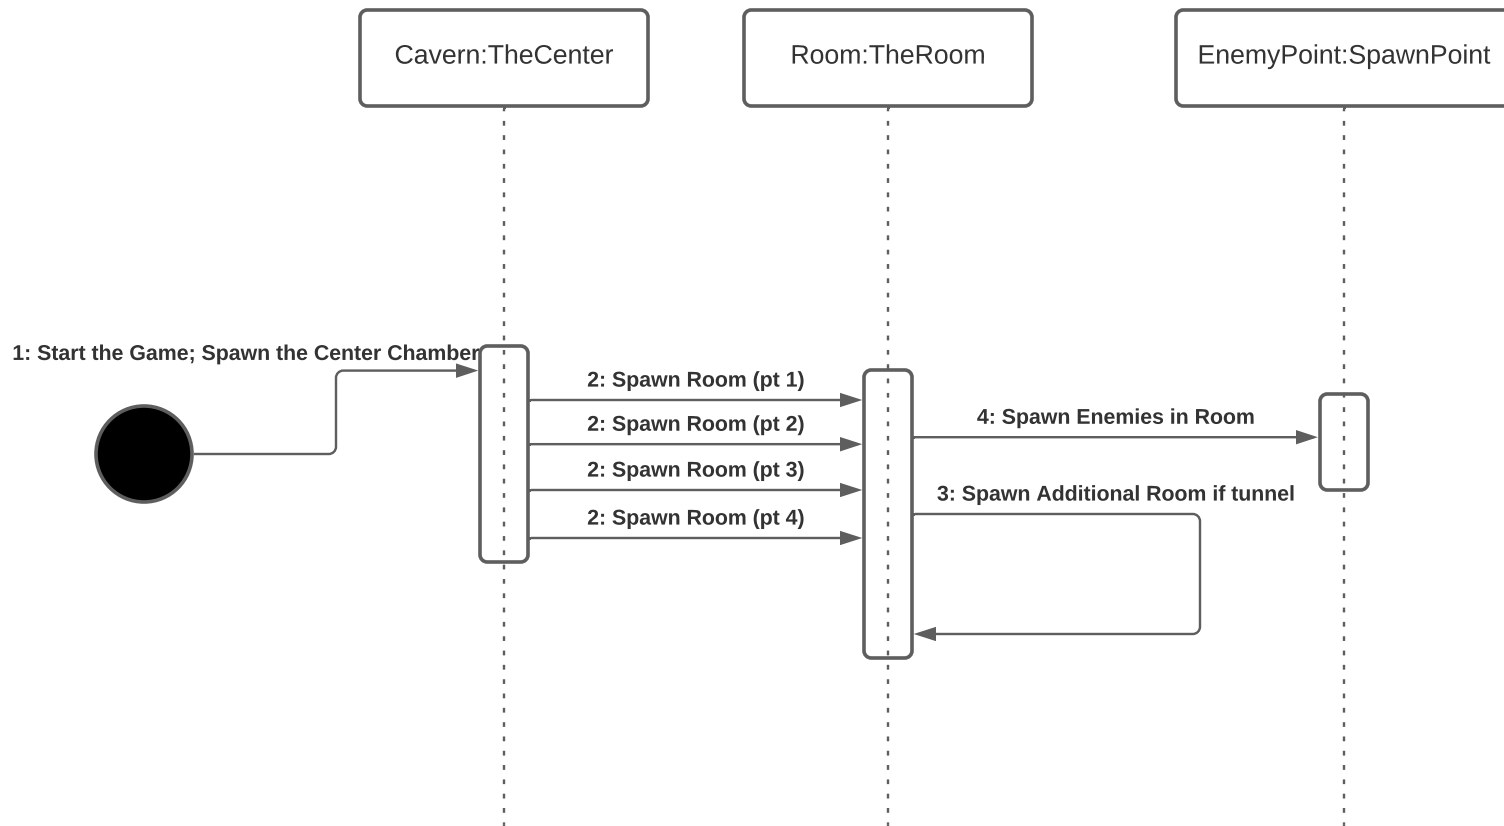 Cavern:TheCenter
Room:TheRoom
EnemyPoint:SpawnPoint
1: Start the Game; Spawn the Center Chamber
2: Spawn Room (pt 1)
2: Spawn Room (pt 2)
2: Spawn Room (pt 3)
2: Spawn Room (pt 4)
4: Spawn Enemies in Room
3: Spawn Additional Room if tunnel